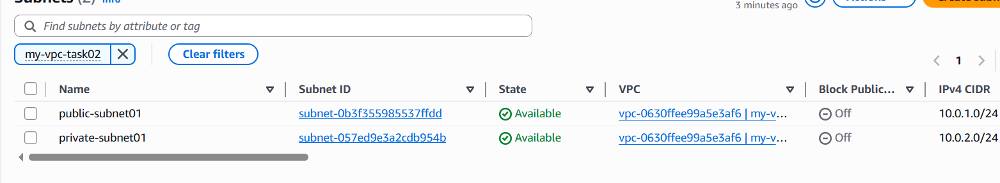 Subnets (2) Info
3 minutes ago
Actions
Find subnets by attribute or tag
my-vpc-task02
Clear filters
1
Name Subnet ID State VPC Block Public... IPv4 CIDR
public-subnet01 subnet-0b3f355985537ffdd Available vpc-0630ffee99a5e3af6 | my-v... Off 10.0.1.0/24
private-subnet01 subnet-057ed9e3a2cdb954b Available vpc-0630ffee99a5e3af6 | my-v... Off 10.0.2.0/24